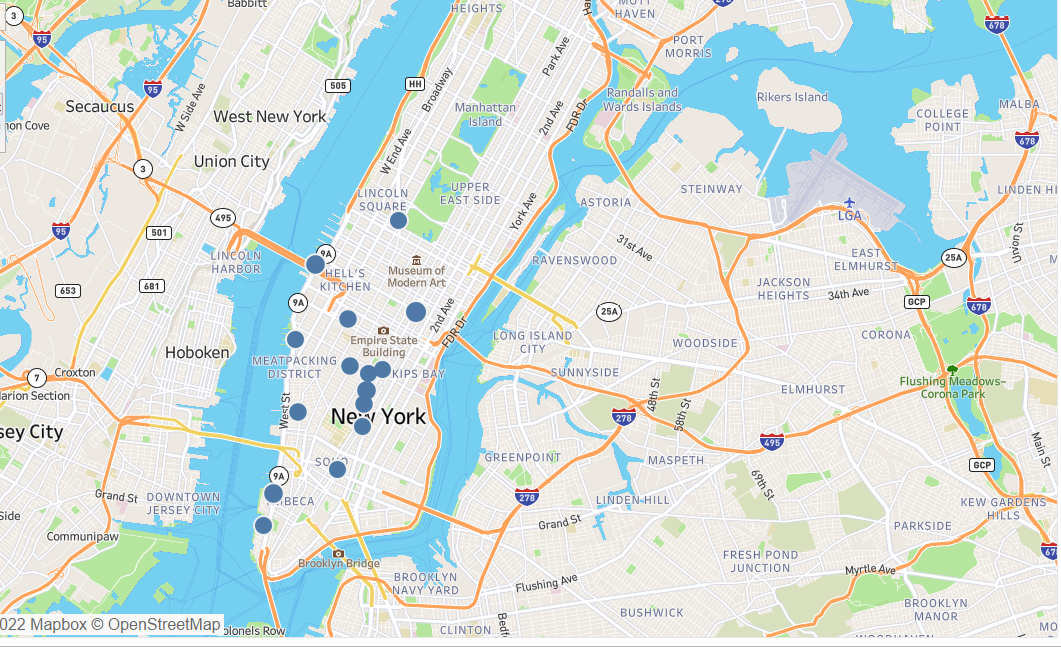 Babbitt
HEIGHTS
MOTT
HAVEN
3
95
678
PORT
MORRIS
95
505
HH
Broadway
Park Ave
Secaucus
W Side Ave
West New York
Manhattan
Island
2nd Ave
FDR Dr
Randalls and
Wards Islands
Rikers Island
COLLEGE
POINT
MALBA
678
non Cove
Union City
3
W End Ave
LINCOLN
SQUARE
UPPER
EAST SIDE
York Ave
ASTORIA
STEINWAY
LINDEN HI
LGA
495
501
95
LINCOLN
HARBOR
9A
HELL'S
KITCHEN
Museum of
Modern Art
RAVENSWOOD
31st Ave
EAST
ELMHURST
25A
Union St
653
681
9A
2nd Ave
FDR Dr
25A
JACKSON
HEIGHTS
34th Ave
GCP
678
Hoboken
Empire State
Building
LONG ISLAND
CITY
WOODSIDE
CORONA
MEATPACKING
DISTRICT
KIPS BAY
SUNNYSIDE
7
Croxton
larion Section
West St
New York
48th St
58th St
278
ELMHURST
Flushing Meadows-
Corona Park
sey City
495
Main St
SOHO
GREENPOINT
MASPETH
69th St
GCP
9A
Grand St
DOWNTOWN
JERSEY CITY
IBECA
278
LINDEN HILL
KEW GARDENS
HILLS
Side
Communipaw
Grand St
PARKSIDE
Brooklyn Bridge
FRESH POND
JUNCTION
Myrtle Ave
678
BROOKLYN
NAVY YARD
Flushing Ave
BUSHWICK
BROOKLYN
MANOR
022 Mapbox © OpenStreetMap
olonels Row
CLINTON
Bedf
MO
WOODHAVEN